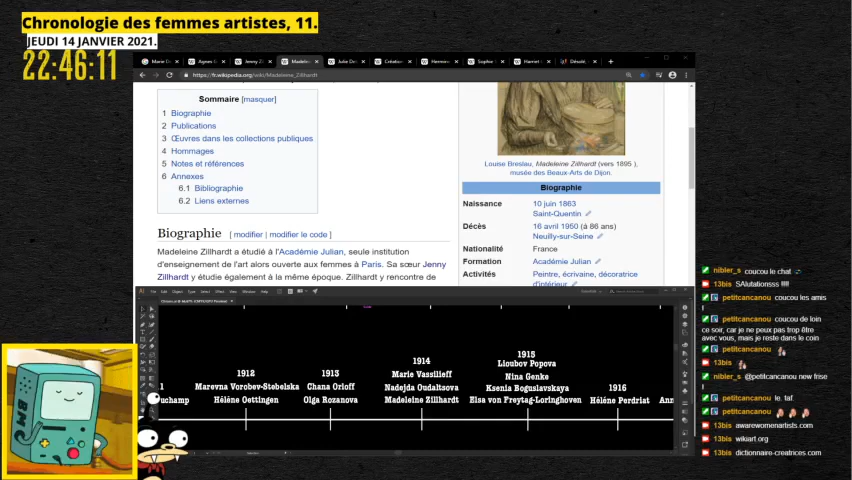 Chronologie des femmes artistes, 11.
JEUDI 14 JANVIER 2021.
22:46:11
https://fr.wikipedia.org/wiki/Madeleine_Zillhardt
Sommaire [masquer]
1 Biographie
2 Publications
3 Œuvres dans les collections publiques
4 Hommages
5 Notes et références
6 Annexes
6.1 Bibliographie
6.2 Liens externes
Biographie [ modifier | modifier le code ]
Madeleine Zillhardt a étudié à l'Académie Julian, seule institution
d'enseignement de l'art alors ouverte aux femmes à Paris. Sa sœur Jenny
Zillhardt y étudie également à la même époque. Zillhardt y rencontre de
Louise Breslau, Madeleine Zillhardt (vers 1895 ),
musée des Beaux-Arts de Dijon.
Biographie
Naissance 10 juin 1863
Saint-Quentin
Décès 16 avril 1950 (à 86 ans)
Neuilly-sur-Seine
Nationalité France
Formation Académie Julian
Activités Peintre, écrivaine, décoratrice
d'intérieur
1912
Marevna Vorobev-Stebelska
Hélène Oettingen
1913
Chana Orloff
Olga Rozanova
1914
Marie Vassilieff
Nadejda Oudaltsova
Madeleine Zillhardt
1915
Lioubov Popova
Nina Genke
Ksenia Boguslavskaya
Elsa von Freytag-Loringhoven
1916
Héléne Perdriat
nibler_s coucou le chat
13bis SAlutationsss !!!!
petitcancanou coucou les amis
!
petitcancanou coucou de loin
ce soir, car je ne peux pas trop être
avec vous, mais je reste dans le coin
petitcancanou
13bis
nibler_s @petitcancanou new frise
!
petitcancanou le. taf.
petitcancanou
13bis awarewomenartists.com
13bis wikiart.org
13bis dictionnaire-creatrices.com